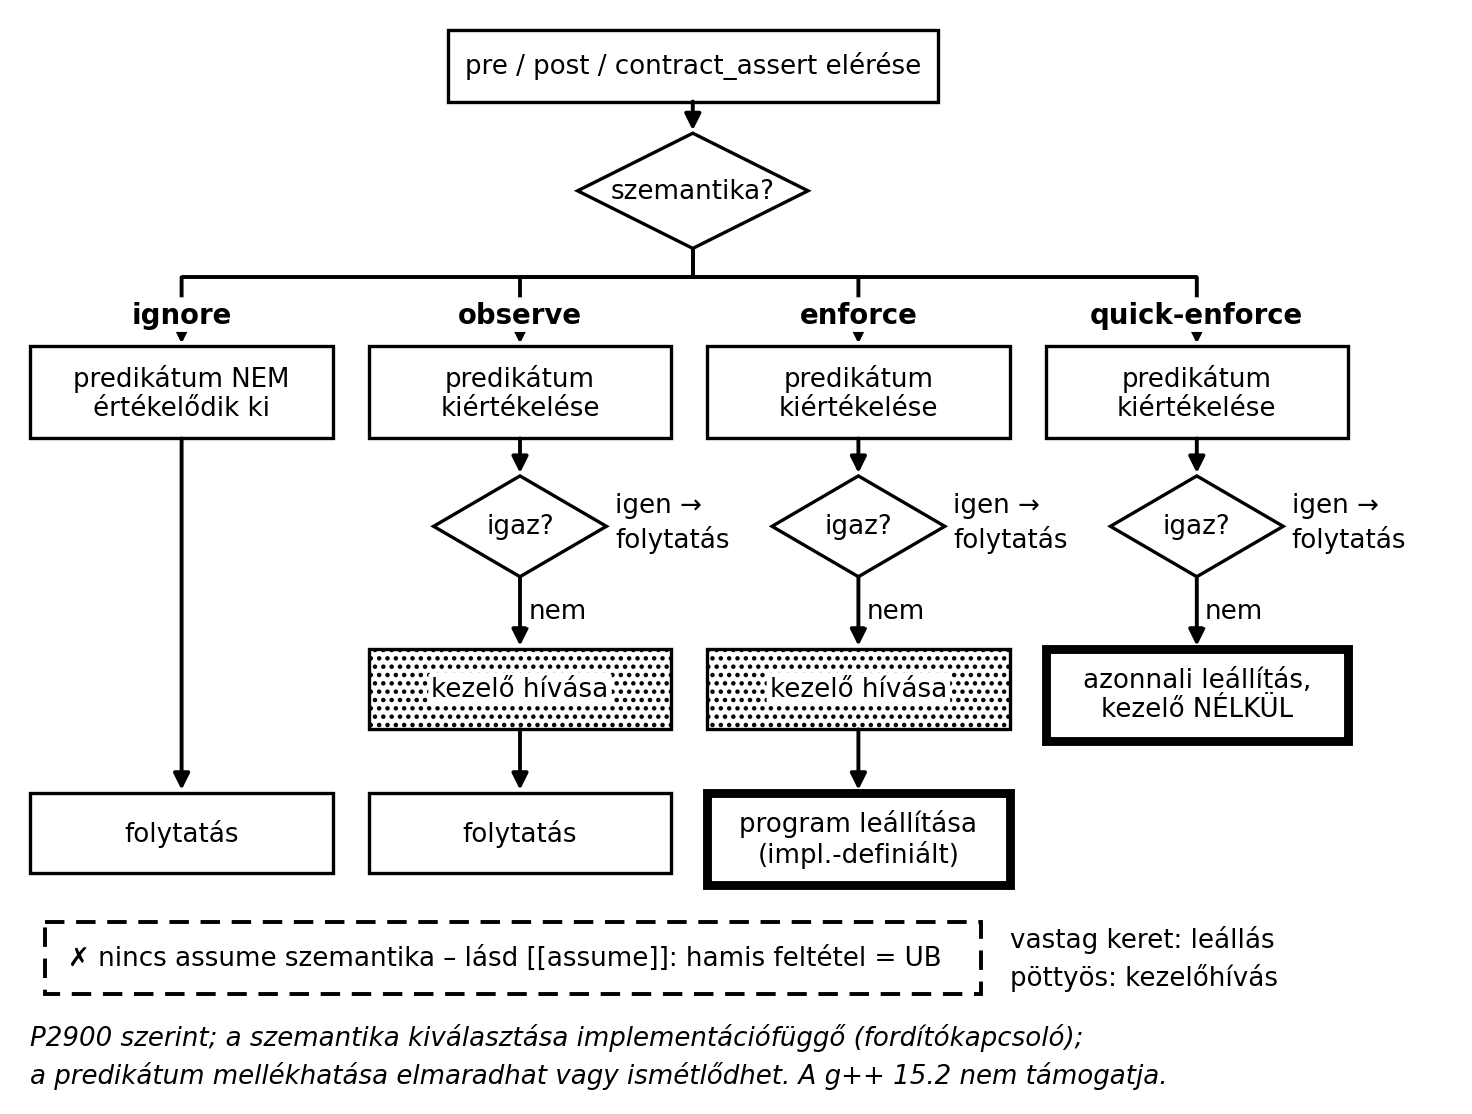 pre / post / contract_assert elérése
szemantika?
ignore
observe
enforce
quick-enforce
predikátum NEM
értékelődik ki
predikátum
kiértékelése
predikátum
kiértékelése
predikátum
kiértékelése
igaz?
igen →
folytatás
igaz?
igen →
folytatás
igaz?
igen →
folytatás
nem
nem
nem
kezelő hívása
kezelő hívása
azonnali leállítás,
kezelő NÉLKÜL
folytatás
folytatás
program leállítása
(impl.-definiált)
✗ nincs assume szemantika – lásd [[assume]]: hamis feltétel = UB
vastag keret: leállás
pöttyös: kezelőhívás
P2900 szerint; a szemantika kiválasztása implementációfüggő (fordítókapcsoló);
a predikátum mellékhatása elmaradhat vagy ismétlődhet. A g++ 15.2 nem támogatja.